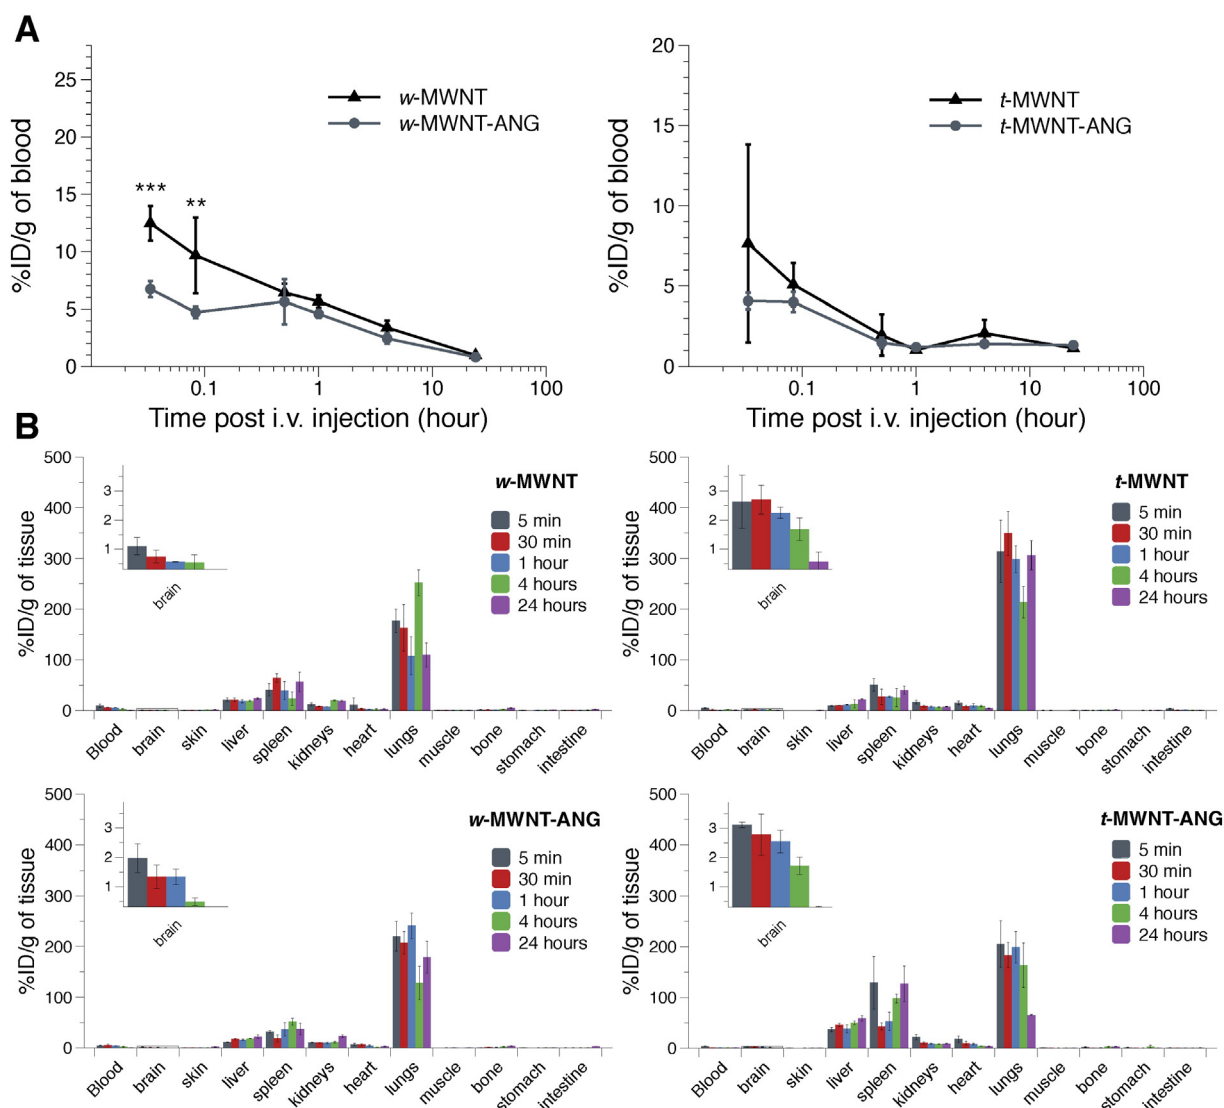 A
%ID/g of blood
25
20
15
10
5
0
***
**
w-MWNT
w-MWNT-ANG
0.1 1 10 100
Time post i.v. injection (hour)
%ID/g of blood
20
15
10
5
0
t-MWNT
t-MWNT-ANG
0.1 1 10 100
Time post i.v. injection (hour)
B
%ID/g of tissue
500
400
300
200
100
0
3
2
1
brain
w-MWNT
5 min
30 min
1 hour
4 hours
24 hours
Blood brain skin liver spleen kidneys heart lungs muscle bone stomach intestine
%ID/g of tissue
500
400
300
200
100
0
3
2
1
brain
t-MWNT
5 min
30 min
1 hour
4 hours
24 hours
Blood brain skin liver spleen kidneys heart lungs muscle bone stomach intestine
%ID/g of tissue
500
400
300
200
100
0
3
2
1
brain
w-MWNT-ANG
5 min
30 min
1 hour
4 hours
24 hours
Blood brain skin liver spleen kidneys heart lungs muscle bone stomach intestine
%ID/g of tissue
500
400
300
200
100
0
3
2
1
brain
t-MWNT-ANG
5 min
30 min
1 hour
4 hours
24 hours
Blood brain skin liver spleen kidneys heart lungs muscle bone stomach intestine